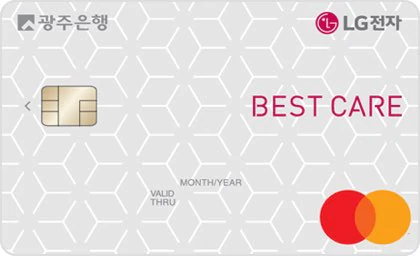 광주은행
LG전자
BEST CARE
MONTH/YEAR
VALID
THRU